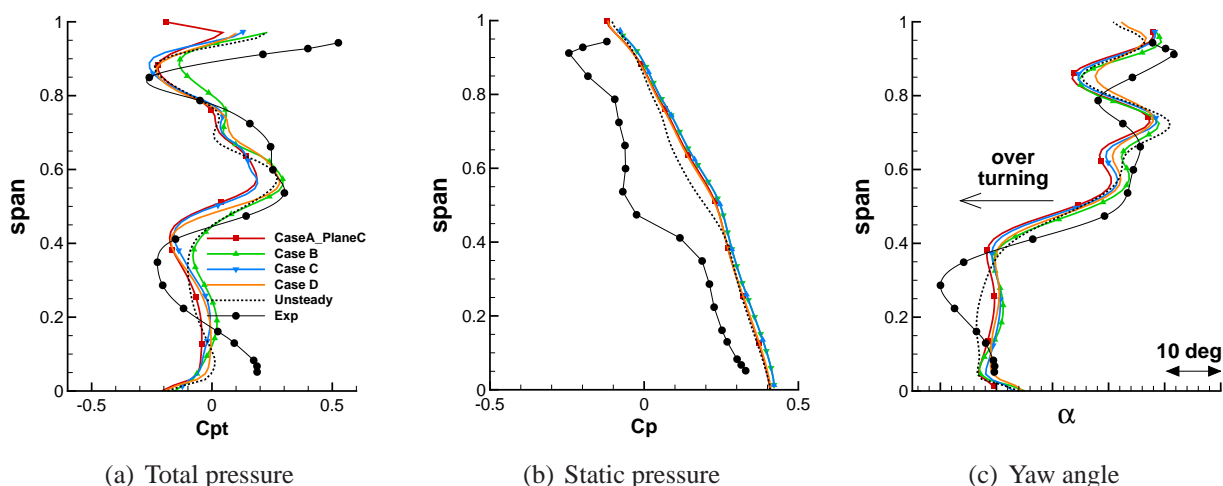 span
1
0.8
0.6
0.4
0.2
0
-0.5
0
0.5
Cpt
CaseA_PlaneC
Case B
Case C
Case D
Unsteady
Exp
(a) Total pressure
span
1
0.8
0.6
0.4
0.2
0
-0.5
0
0.5
Cp
(b) Static pressure
span
1
0.8
0.6
0.4
0.2
0
over
turning
10 deg
α
(c) Yaw angle